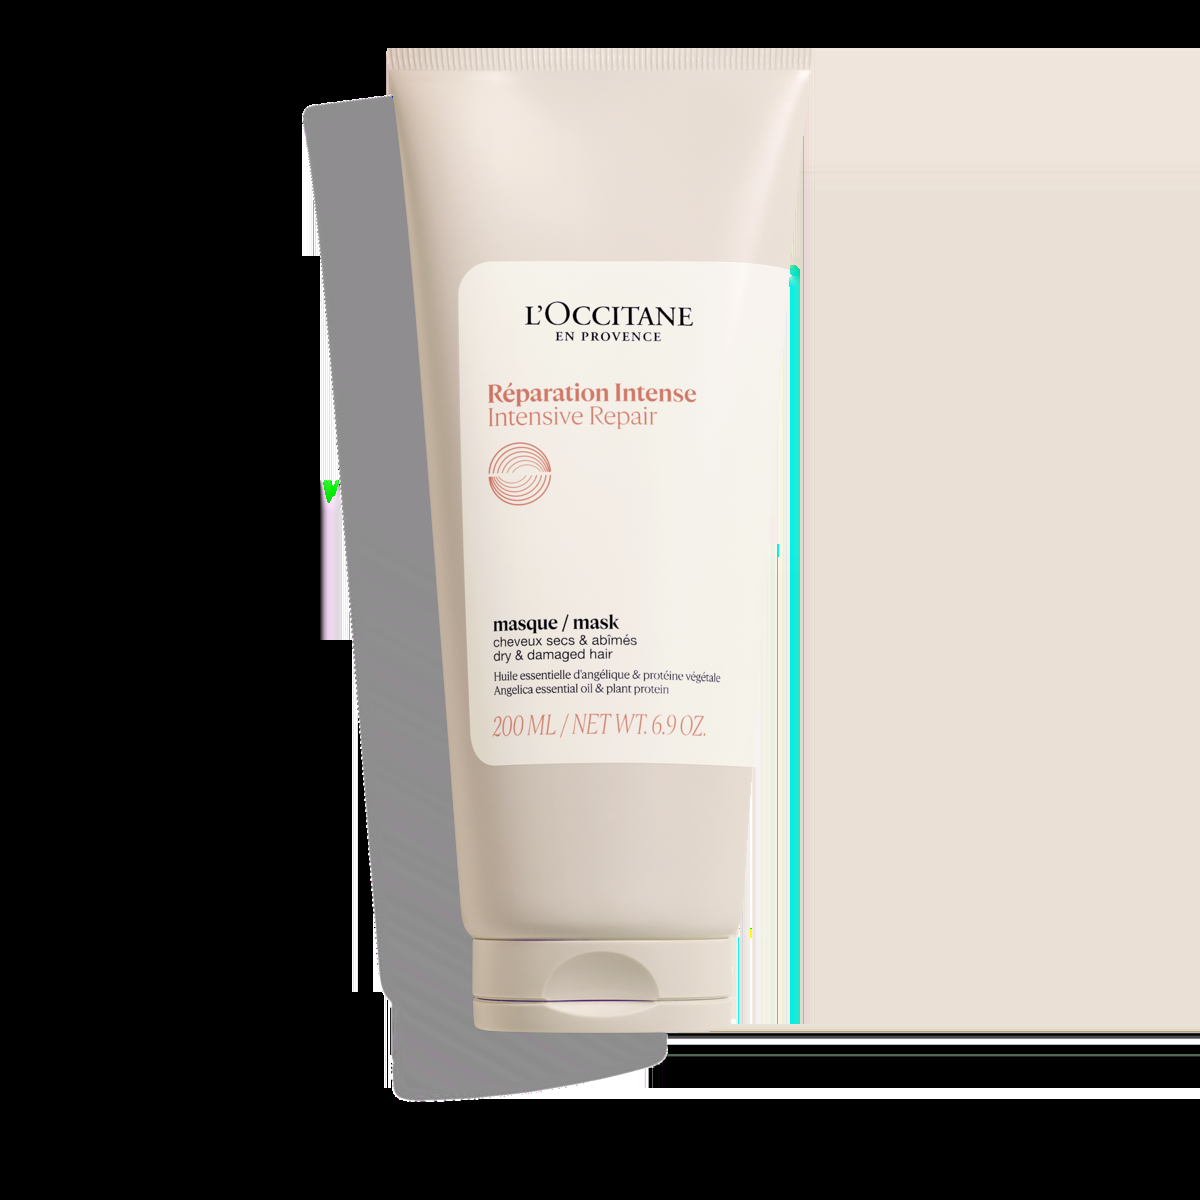 L'OCCITANE
EN PROVENCE
Réparation Intense
Intensive Repair
masque / mask
cheveux secs & abîmés
dry & damaged hair
Huile essentielle d'angélique & protéine végétale
Angelica essential oil & plant protein
200 ML / NET WT. 6.9 OZ.